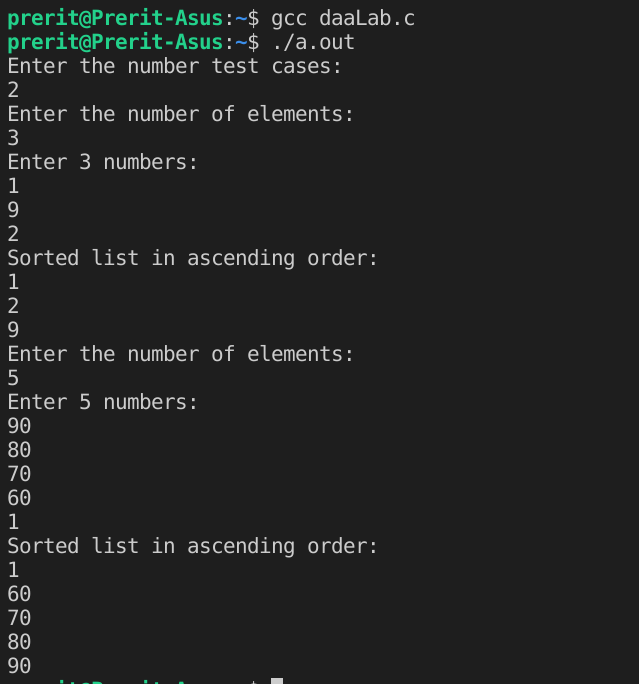 prerit@Prerit-Asus:~$ gcc daaLab.c
prerit@Prerit-Asus:~$ ./a.out
Enter the number test cases:
2
Enter the number of elements:
3
Enter 3 numbers:
1
9
2
Sorted list in ascending order:
1
2
9
Enter the number of elements:
5
Enter 5 numbers:
90
80
70
60
1
Sorted list in ascending order:
1
60
70
80
90
prerit@Prerit-Asus:~$